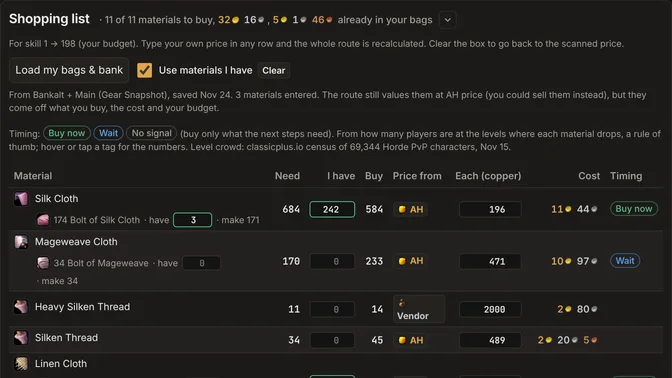 Shopping list · 11 of 11 materials to buy, 32 16 , 5 1 46 already in your bags
For skill 1 → 198 (your budget). Type your own price in any row and the whole route is recalculated. Clear the box to go back to the scanned price.
Load my bags & bank Use materials I have Clear
From Bankalt + Main (Gear Snapshot), saved Nov 24. 3 materials entered. The route still values them at AH price (you could sell them instead), but they
come off what you buy, the cost and your budget.
Timing: Buy now Wait No signal (buy only what the next steps need). From how many players are at the levels where each material drops, a rule of
thumb; hover or tap a tag for the numbers. Level crowd: classicplus.io census of 69,344 Horde PvP characters, Nov 15.
Material Need I have Buy Price from Each (copper) Cost Timing
Silk Cloth 684 242 584 AH 196 11 44 Buy now
174 Bolt of Silk Cloth · have 3 · make 171
Mageweave Cloth 170 0 233 AH 471 10 97 Wait
34 Bolt of Mageweave · have 0
· make 34
Heavy Silken Thread 11 0 14 Vendor 2000 2 80
Silken Thread 34 0 45 AH 489 2 20 5
Linen Cloth